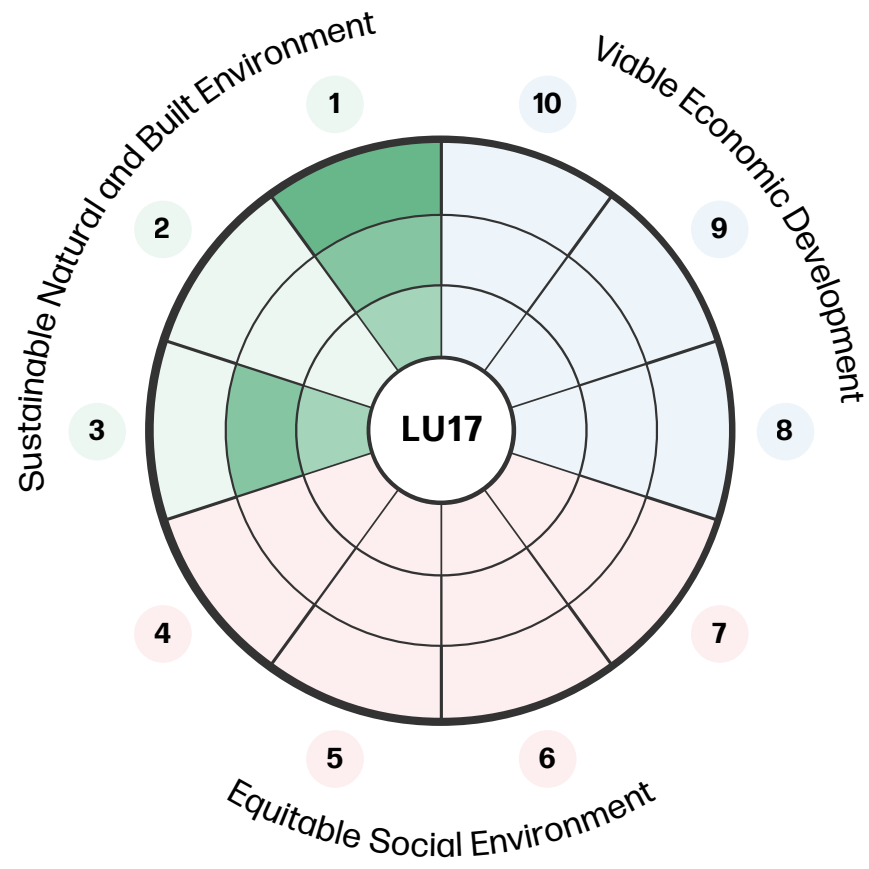 Sustainable Natural and Built Environment
Viable Economic Development
1
10
2
9
3
LU17
8
4
7
5
6
Equitable Social Environment